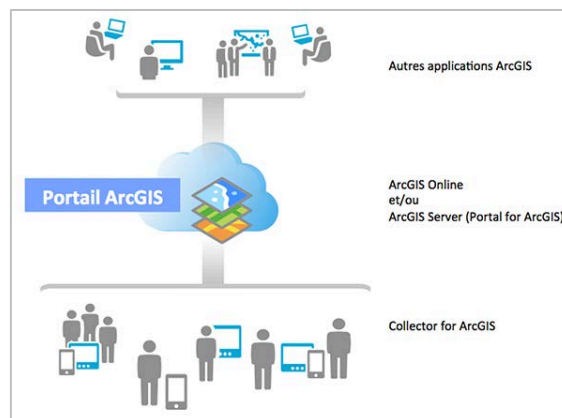 Autres applications ArcGIS
Portail ArcGIS
ArcGIS Online
et/ou
ArcGIS Server (Portal for ArcGIS)
Collector for ArcGIS